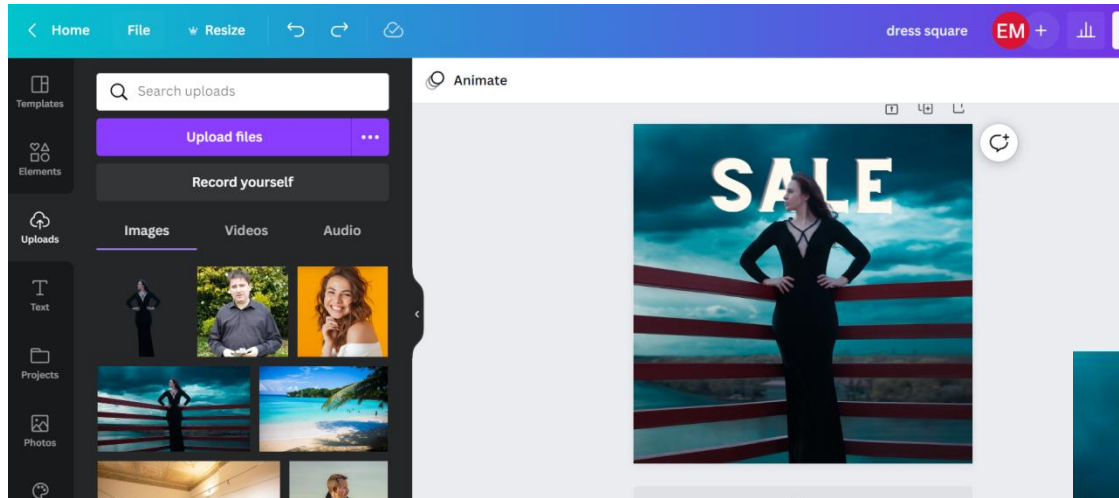 Home File Resize dress square EM +
Templates
Elements
Uploads
Text
Projects
Photos
Search uploads
Upload files
Record yourself
Images Videos Audio
Animate
SALE